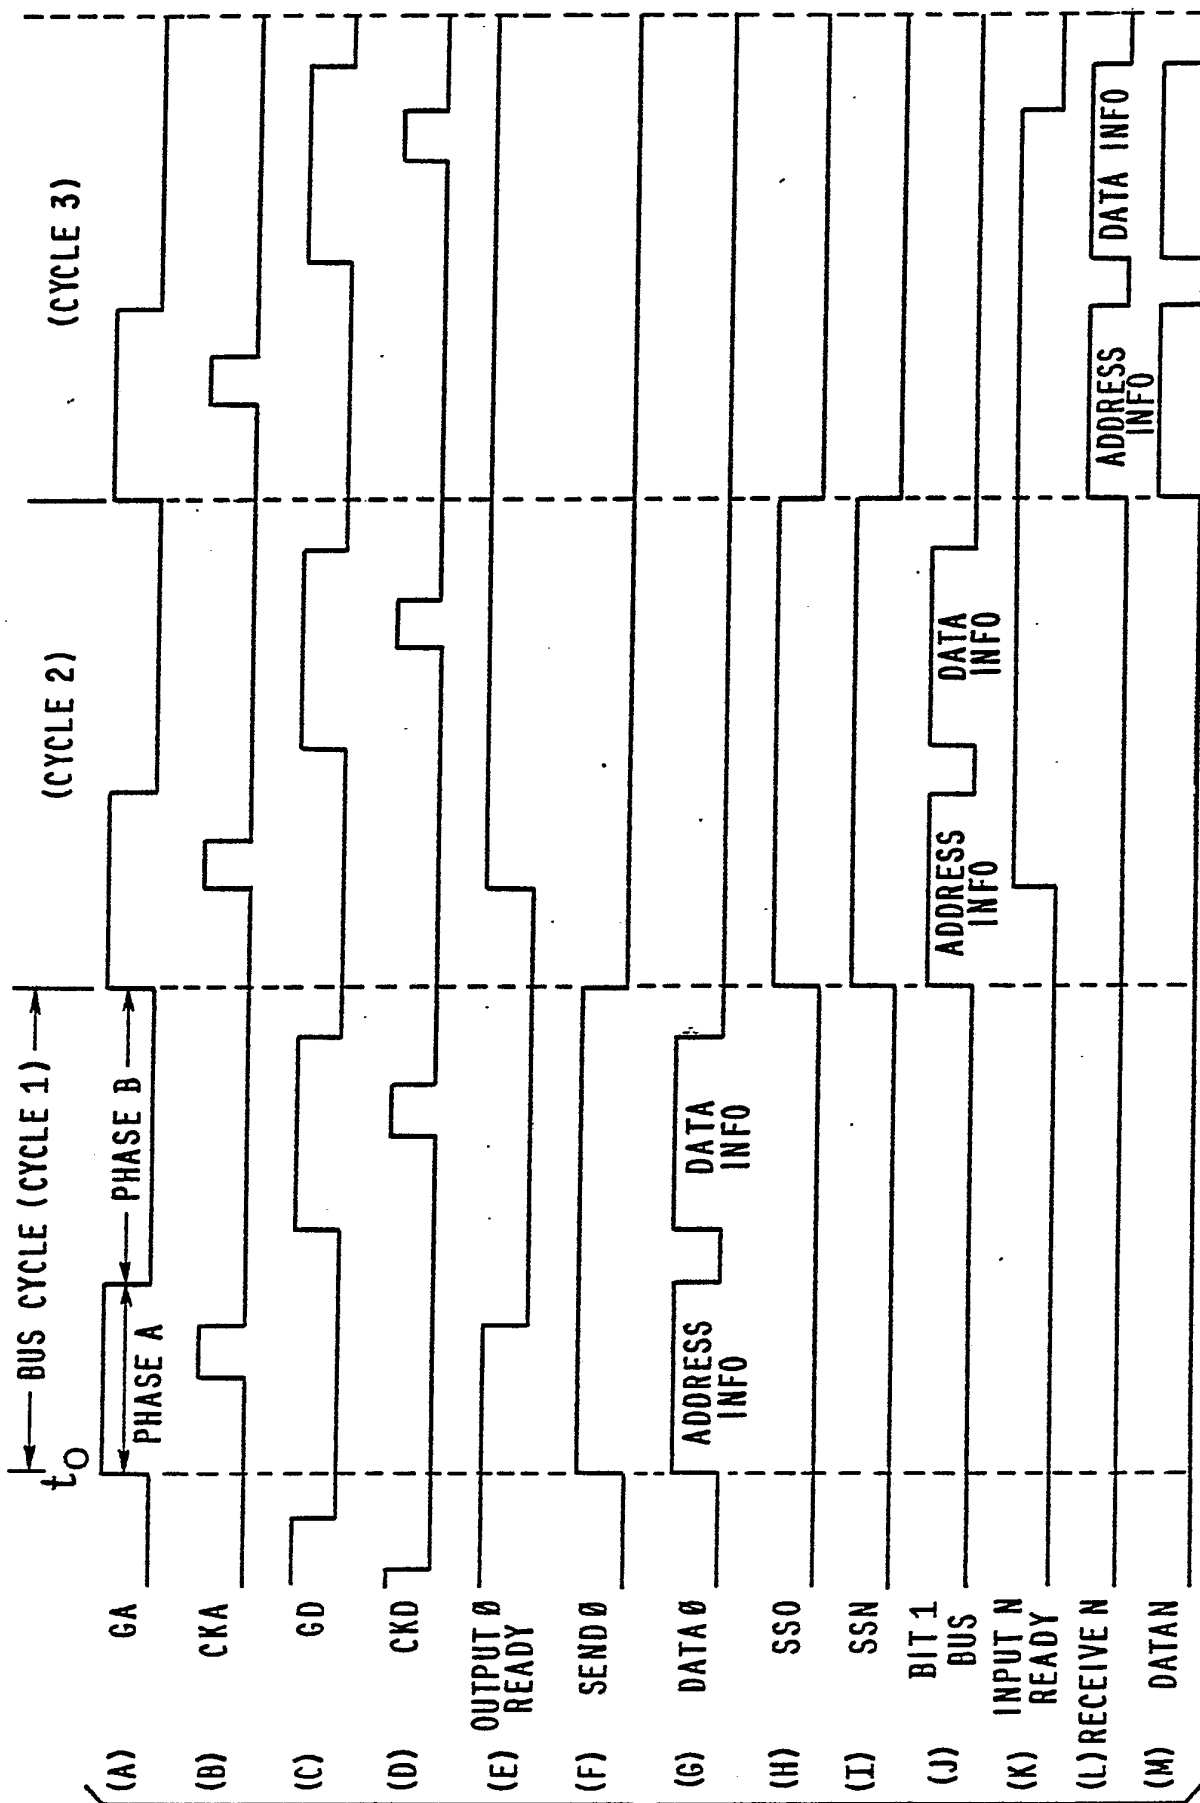 BUS CYCLE (CYCLE 1)
(CYCLE 2)
(CYCLE 3)
t0
PHASE A
PHASE B
(A) GA
(B) CKA
(C) GD
(D) CKD
(E) OUTPUT Ø
READY
(F) SEND Ø
(G) DATA Ø
ADDRESS
INFO
DATA
INFO
(H) SSO
(I) SSN
(J) BIT 1
BUS
ADDRESS
INFO
DATA
INFO
(K) INPUT N
READY
(L) RECEIVE N
ADDRESS
INFO
DATA INFO
(M) DATAN